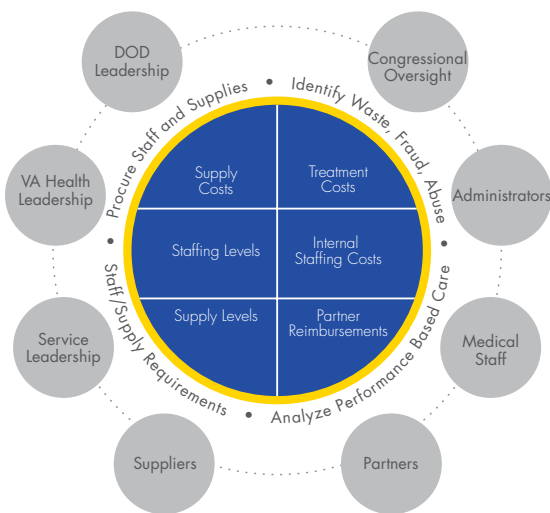 DOD
Leadership
Congressional
Oversight
Procure Staff and Supplies • Identify Waste, Fraud, Abuse •
Supply
Costs
Treatment
Costs
VA Health
Leadership
Administrators
Staffing Levels
Internal
Staffing Costs
Supply Levels
Partner
Reimbursements
Service
Leadership
Medical
Staff
Staff/Supply Requirements • Analyze Performance Based Care •
Suppliers
Partners